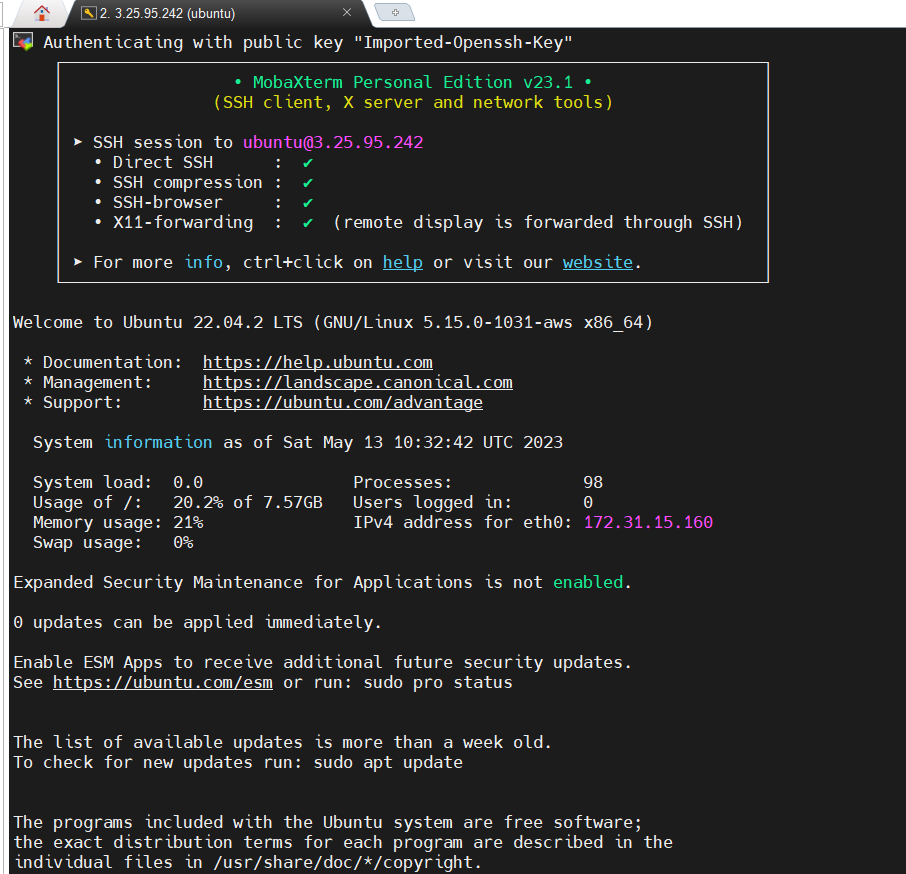 2. 3.25.95.242 (ubuntu)
Authenticating with public key "Imported-Openssh-Key"
• MobaXterm Personal Edition v23.1 •
(SSH client, X server and network tools)
➤ SSH session to ubuntu@3.25.95.242
• Direct SSH      :  ✔
• SSH compression :  ✔
• SSH-browser     :  ✔
• X11-forwarding  :  ✔  (remote display is forwarded through SSH)
➤ For more info, ctrl+click on help or visit our website.
Welcome to Ubuntu 22.04.2 LTS (GNU/Linux 5.15.0-1031-aws x86_64)
* Documentation:  https://help.ubuntu.com
* Management:     https://landscape.canonical.com
* Support:        https://ubuntu.com/advantage
System information as of Sat May 13 10:32:42 UTC 2023
System load:  0.0               Processes:             98
Usage of /:   20.2% of 7.57GB   Users logged in:       0
Memory usage: 21%               IPv4 address for eth0: 172.31.15.160
Swap usage:   0%
Expanded Security Maintenance for Applications is not enabled.
0 updates can be applied immediately.
Enable ESM Apps to receive additional future security updates.
See https://ubuntu.com/esm or run: sudo pro status
The list of available updates is more than a week old.
To check for new updates run: sudo apt update
The programs included with the Ubuntu system are free software;
the exact distribution terms for each program are described in the
individual files in /usr/share/doc/*/copyright.